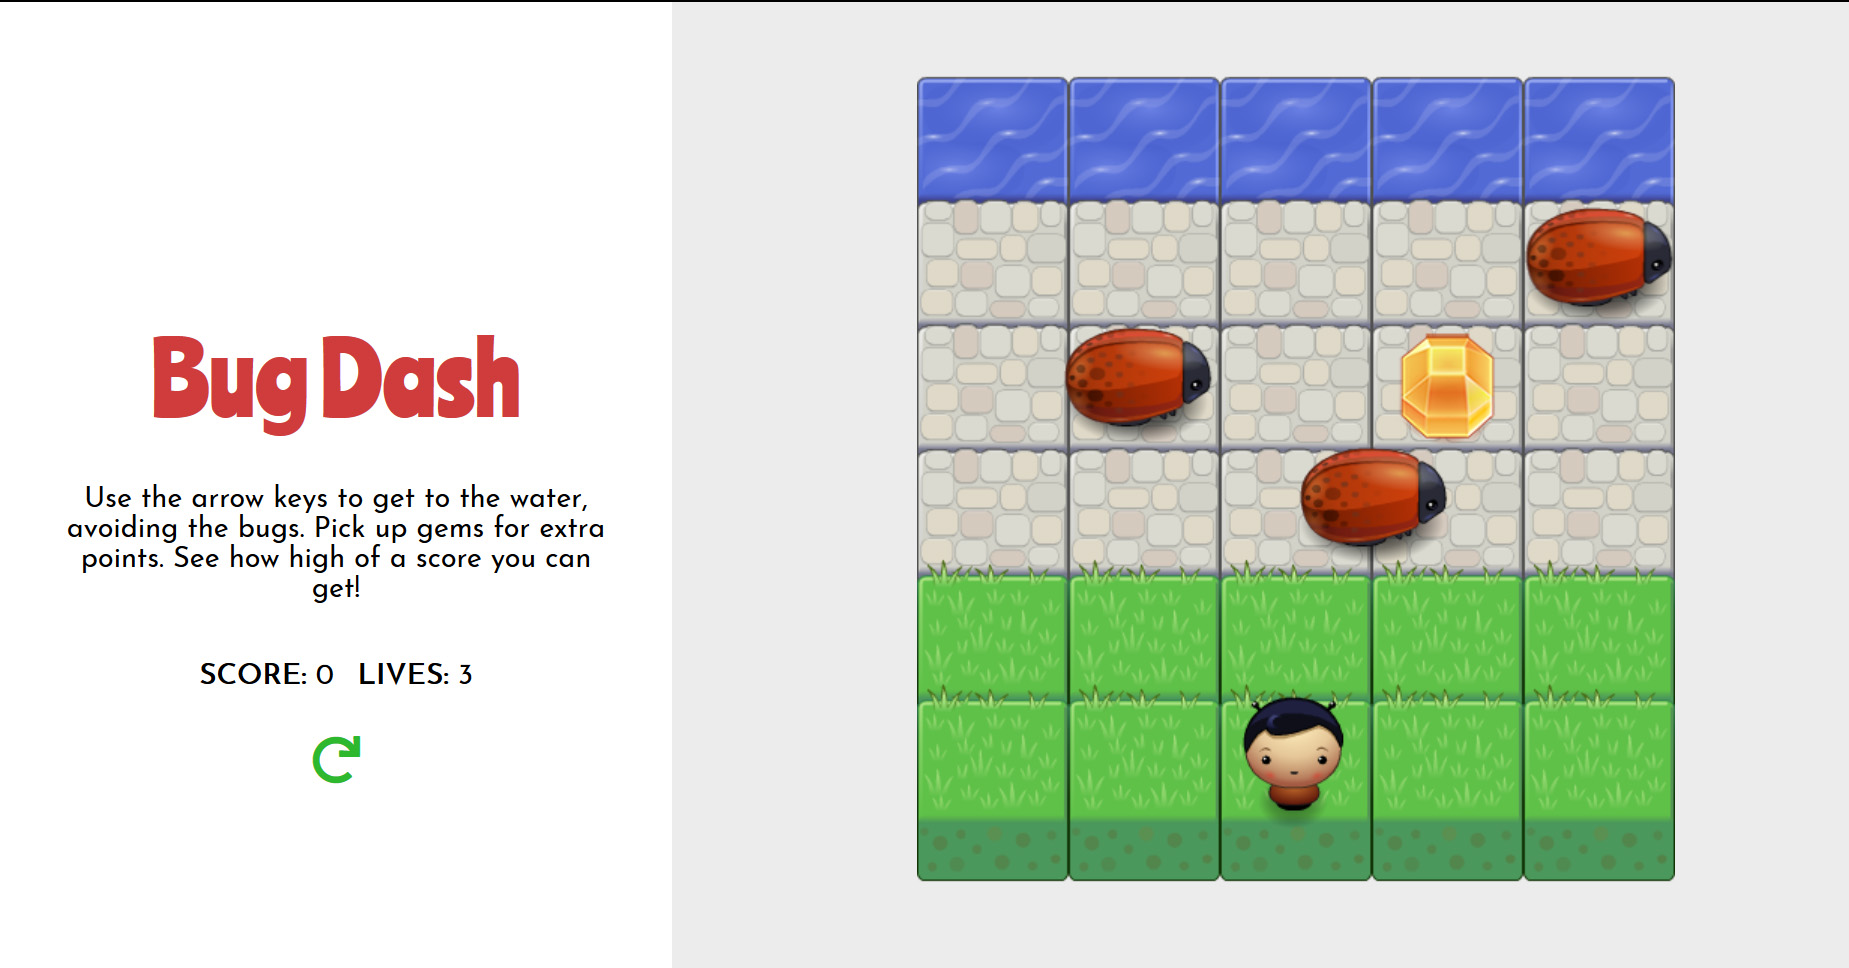 Bug Dash
Use the arrow keys to get to the water,
avoiding the bugs. Pick up gems for extra
points. See how high of a score you can
get!
SCORE: 0 LIVES: 3